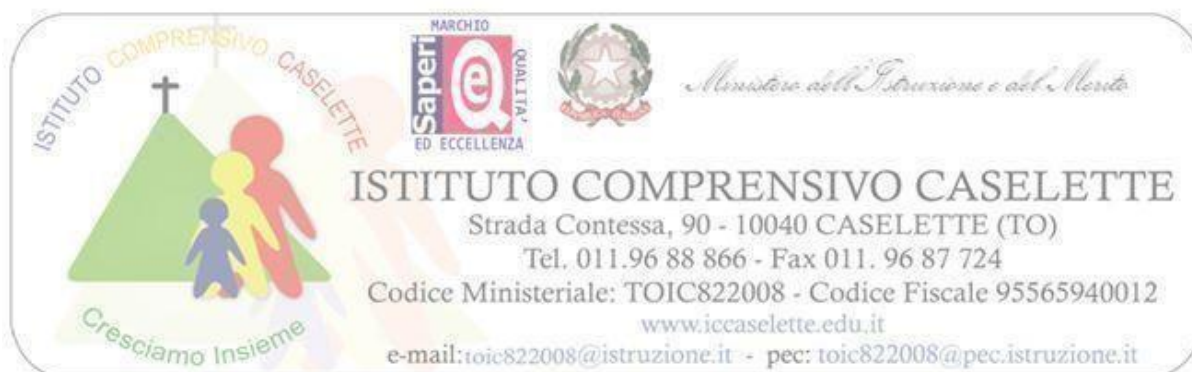 ISTITUTO COMPRENSIVO CASELETTE
Cresciamo Insieme
MARCHIO
Saperi
QUALITA'
ED ECCELLENZA
Ministero dell'Istruzione e del Merito
ISTITUTO COMPRENSIVO CASELETTE
Strada Contessa, 90 - 10040 CASELETTE (TO)
Tel. 011.96 88 866 - Fax 011. 96 87 724
Codice Ministeriale: TOIC822008 - Codice Fiscale 95565940012
www.iccaselette.edu.it
e-mail:toic822008@istruzione.it - pec: toic822008@pec.istruzione.it